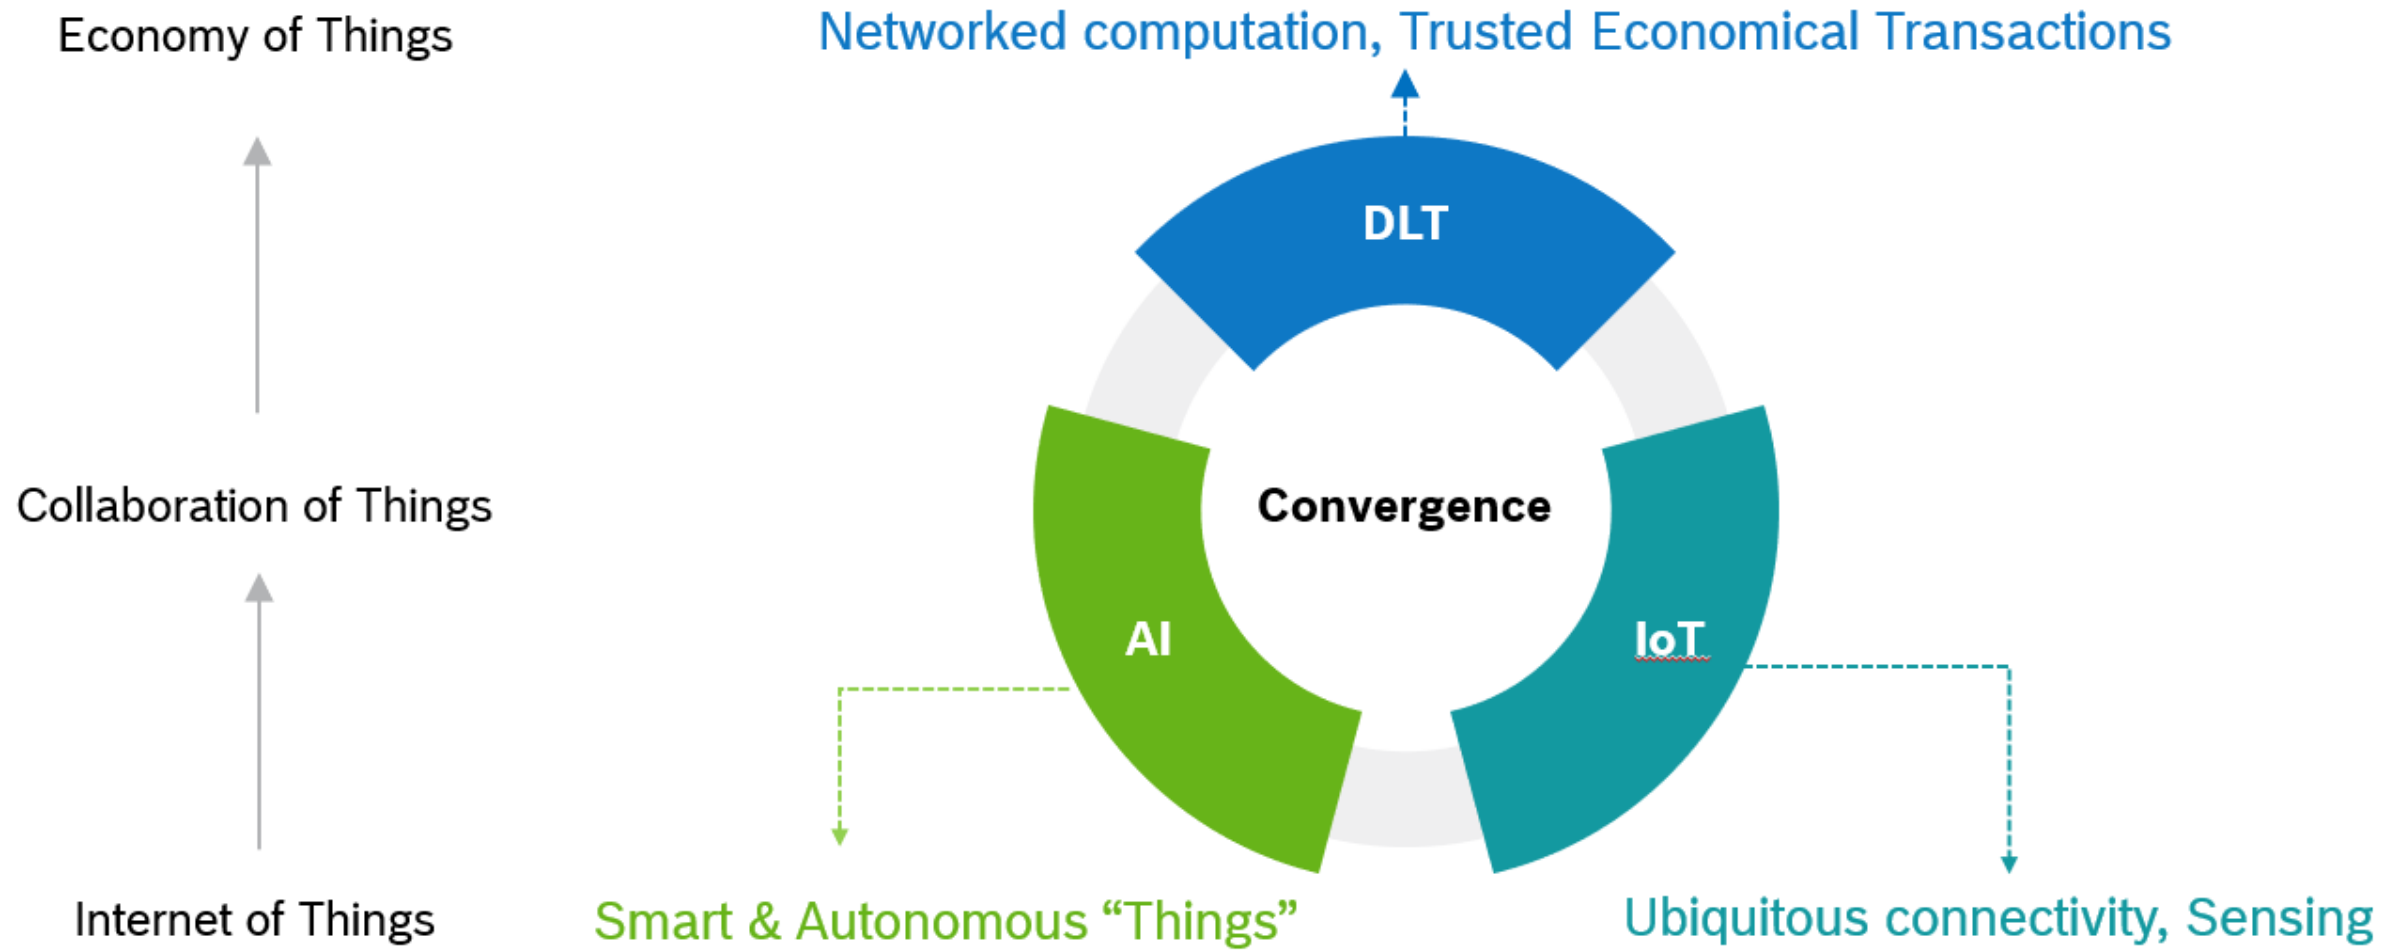 Economy of Things
Networked computation, Trusted Economical Transactions
DLT
Collaboration of Things
Convergence
AI
IoT
Internet of Things
Smart & Autonomous “Things”
Ubiquitous connectivity, Sensing